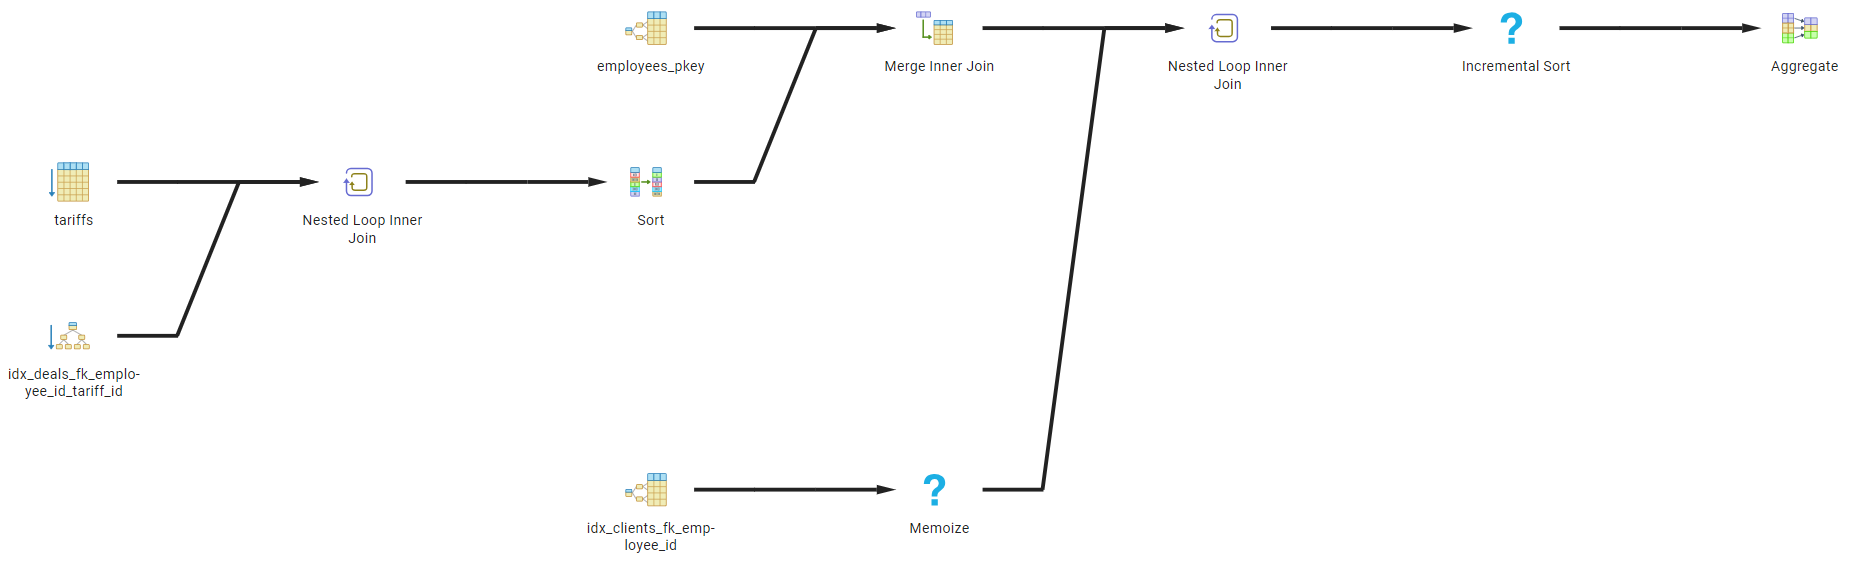 employees_pkey
Merge Inner Join
Nested Loop Inner
Join
Incremental Sort
Aggregate
tariffs
Nested Loop Inner
Join
Sort
idx_deals_fk_emplo-
yee_id_tariff_id
idx_clients_fk_emp-
loyee_id
?
Memoize
?